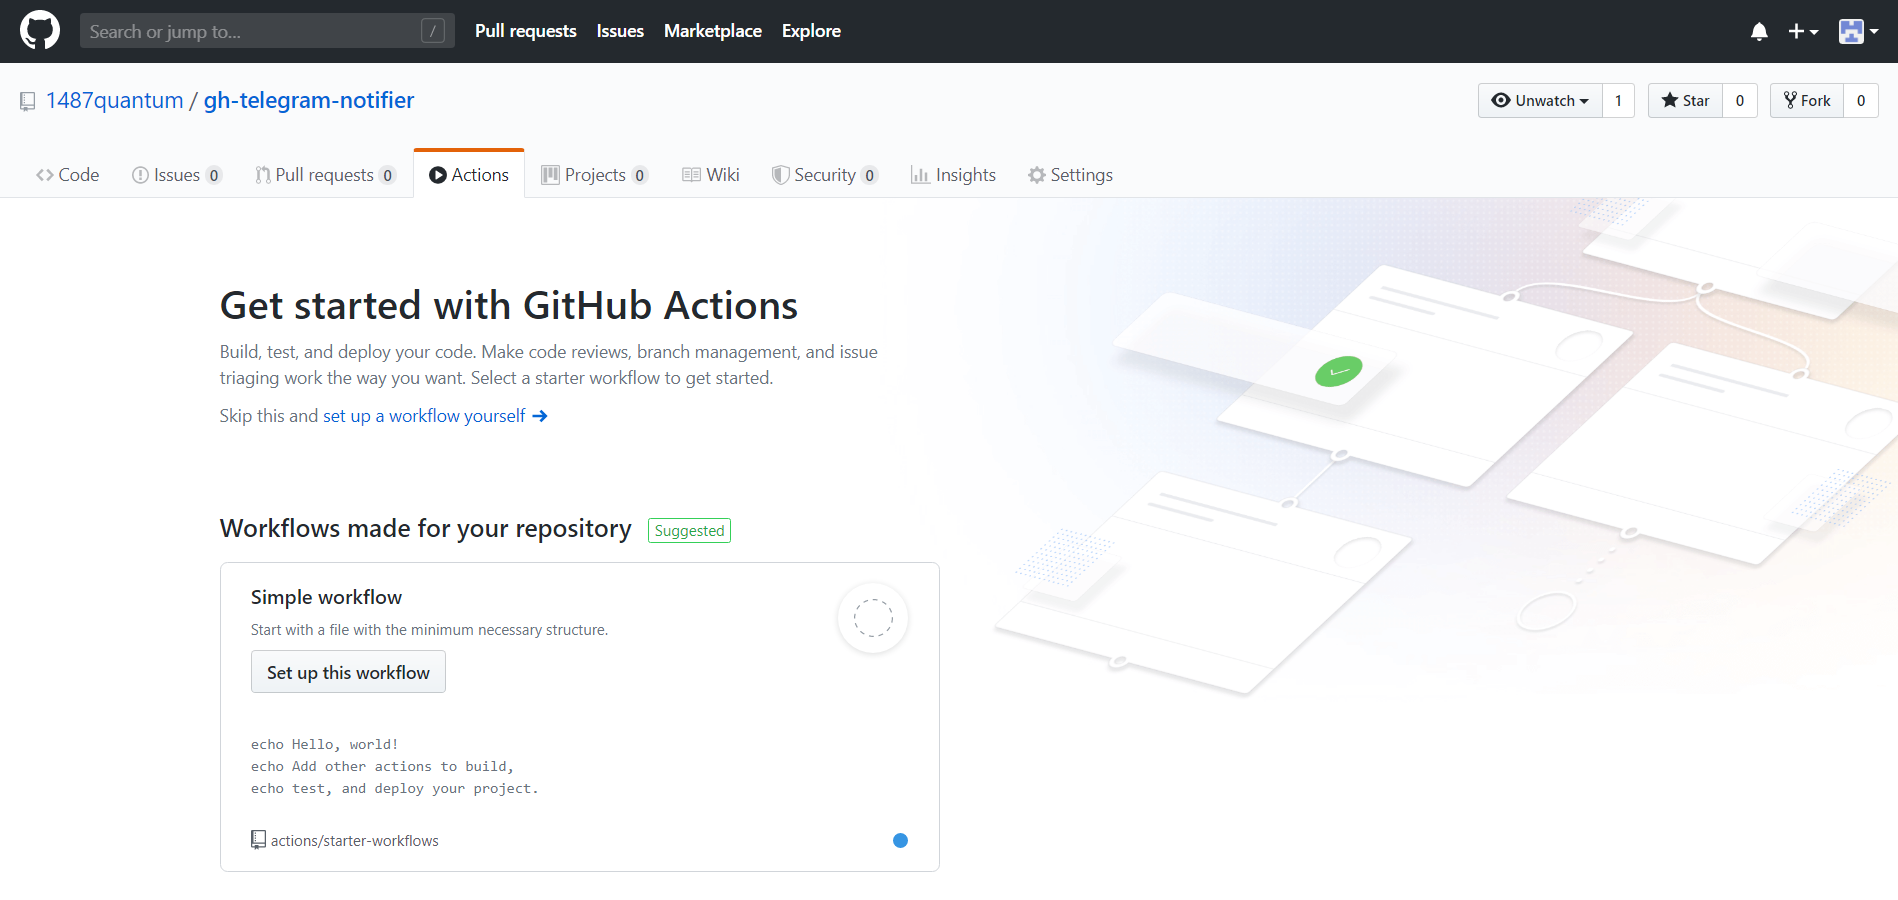 Search or jump to... /
Pull requests Issues Marketplace Explore
1487quantum / gh-telegram-notifier
Unwatch 1 Star 0 Fork 0
Code Issues 0 Pull requests 0 Actions Projects 0 Wiki Security 0 Insights Settings
Get started with GitHub Actions
Build, test, and deploy your code. Make code reviews, branch management, and issue
triaging work the way you want. Select a starter workflow to get started.
Skip this and set up a workflow yourself →
Workflows made for your repository Suggested
Simple workflow
Start with a file with the minimum necessary structure.
Set up this workflow
echo Hello, world!
echo Add other actions to build,
echo test, and deploy your project.
actions/starter-workflows